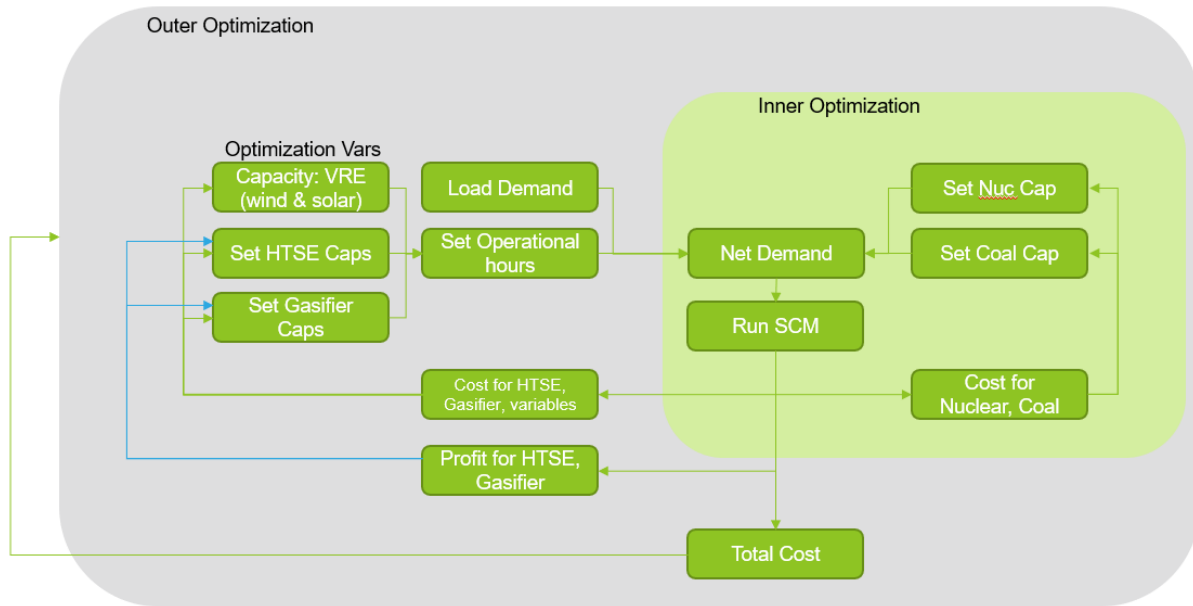 Outer Optimization
Inner Optimization
Optimization Vars
Capacity: VRE
(wind & solar)
Load Demand
Set Nuc Cap
Set HTSE Caps
Set Operational
hours
Net Demand
Set Coal Cap
Set Gasifier
Caps
Run SCM
Cost for HTSE,
Gasifier, variables
Cost for
Nuclear, Coal
Profit for HTSE,
Gasifier
Total Cost